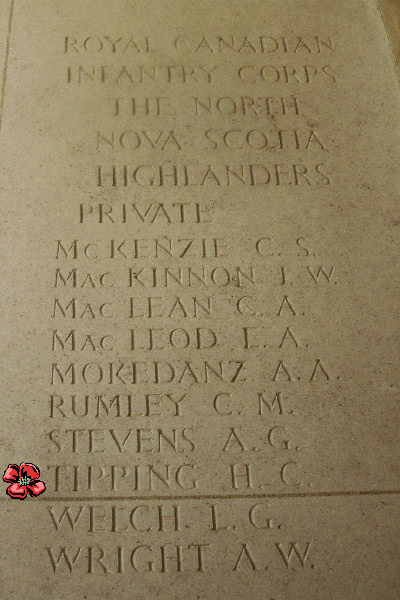 ROYAL CANADIAN
INFANTRY CORPS
THE NORTH
NOVA SCOTIA
HIGHLANDERS
PRIVATE
McKENZIE C. S.
MacKINNON J. W.
MacLEAN C. A.
MacLEOD E. A.
MOKEDANZ A. A.
RUMLEY C. M.
STEVENS A. G.
TIPPING H. C.
WELCH L. G.
WRIGHT A. W.